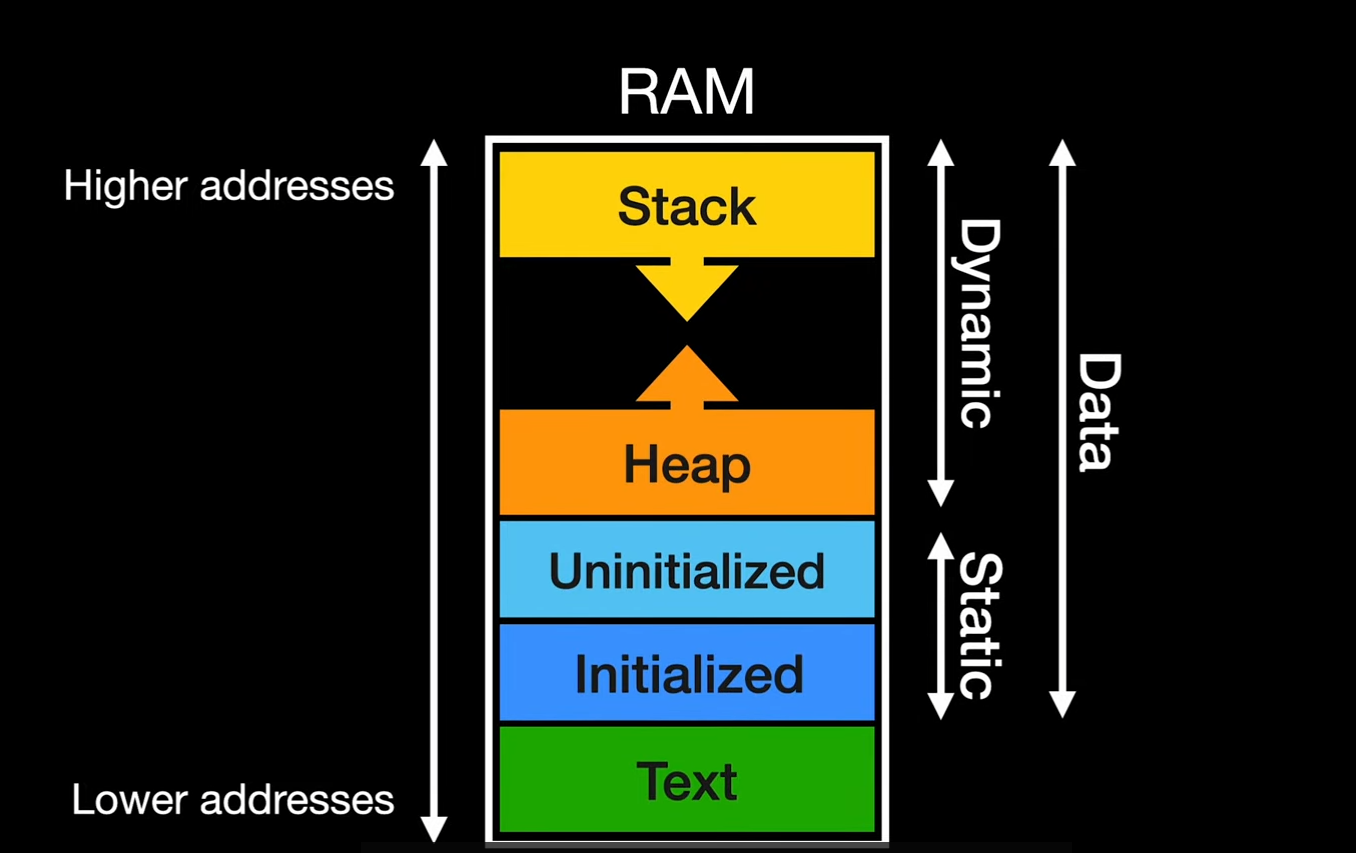 RAM
Higher addresses
Stack
Dynamic
Data
Heap
Uninitialized
Static
Initialized
Text
Lower addresses